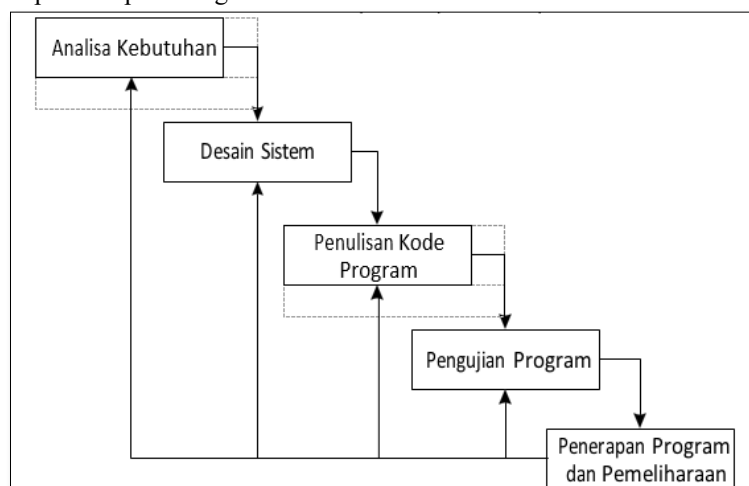 Analisa Kebutuhan
Desain Sistem
Penulisan Kode
Program
Pengujian Program
Penerapan Program
dan Pemeliharaan